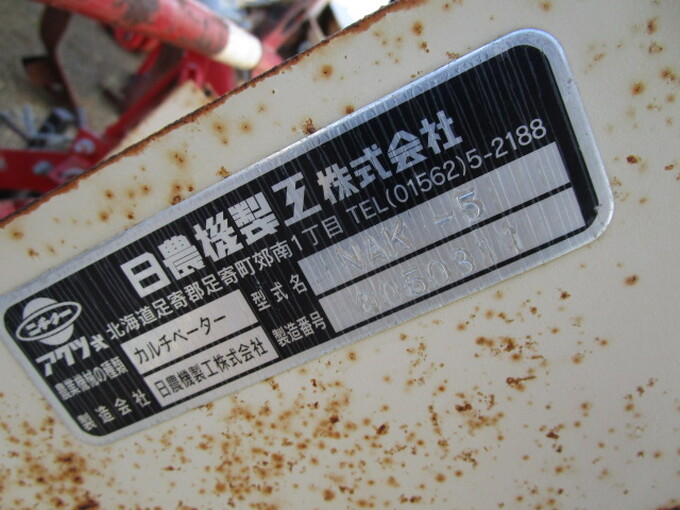 日農機製工株式会社
ニチノー
アクツ式 北海道足寄郡足寄町郊南1丁目 TEL(01562)5-2188
農業機械の種類 カルチベーター 型式名 NAK-5
製造会社 日農機製工株式会社 製造番号 8050311